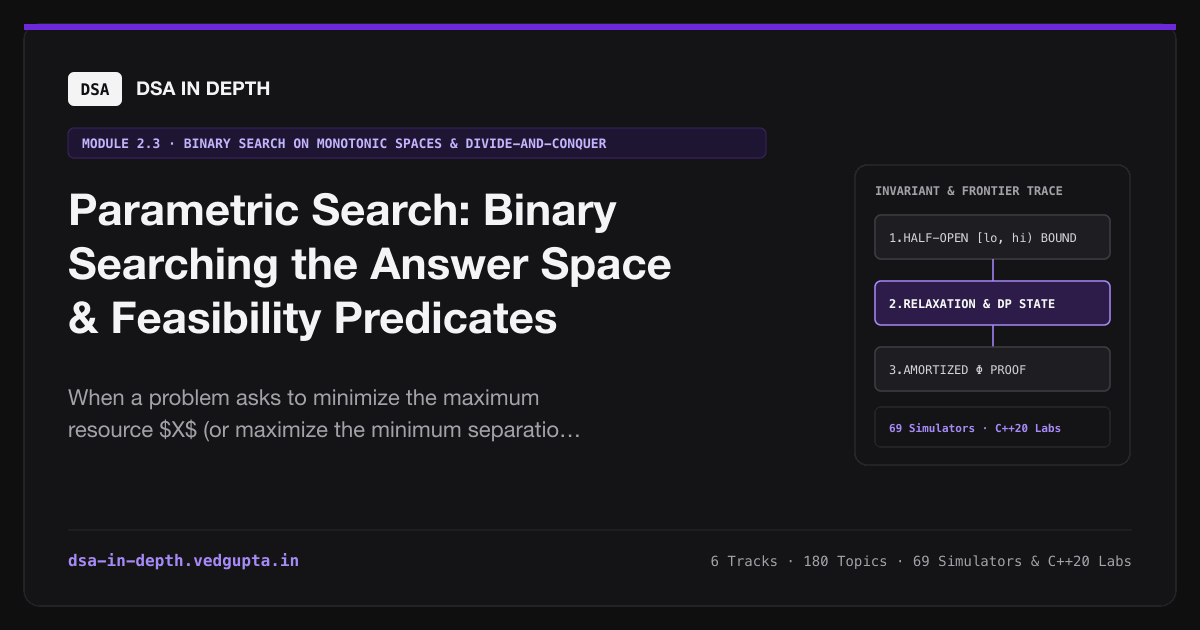 DSA
DSA IN DEPTH
MODULE 2.3 · BINARY SEARCH ON MONOTONIC SPACES & DIVIDE-AND-CONQUER
Parametric Search: Binary
Searching the Answer Space
& Feasibility Predicates
When a problem asks to minimize the maximum
resource $X$ (or maximize the minimum separatio…
INVARIANT & FRONTIER TRACE
1.HALF-OPEN [lo, hi) BOUND
2.RELAXATION & DP STATE
3.AMORTIZED Φ PROOF
69 Simulators · C++20 Labs
dsa-in-depth.vedgupta.in
6 Tracks · 180 Topics · 69 Simulators & C++20 Labs